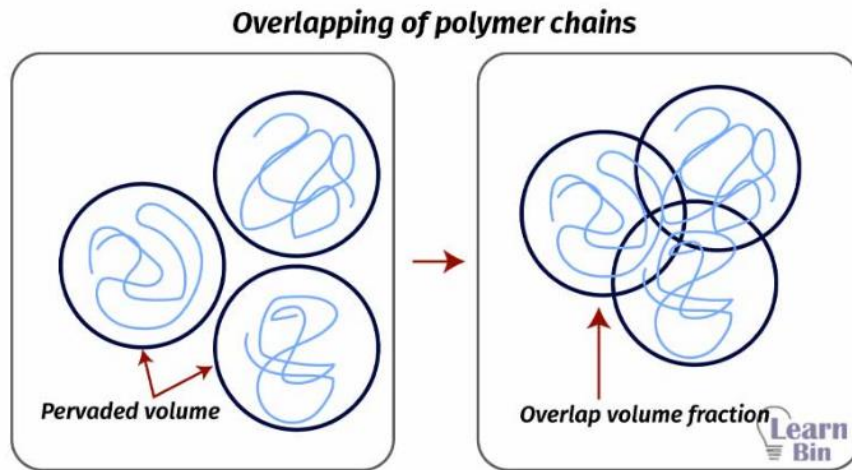 Overlapping of polymer chains
Pervaded volume
Overlap volume fraction
Learn
Bin